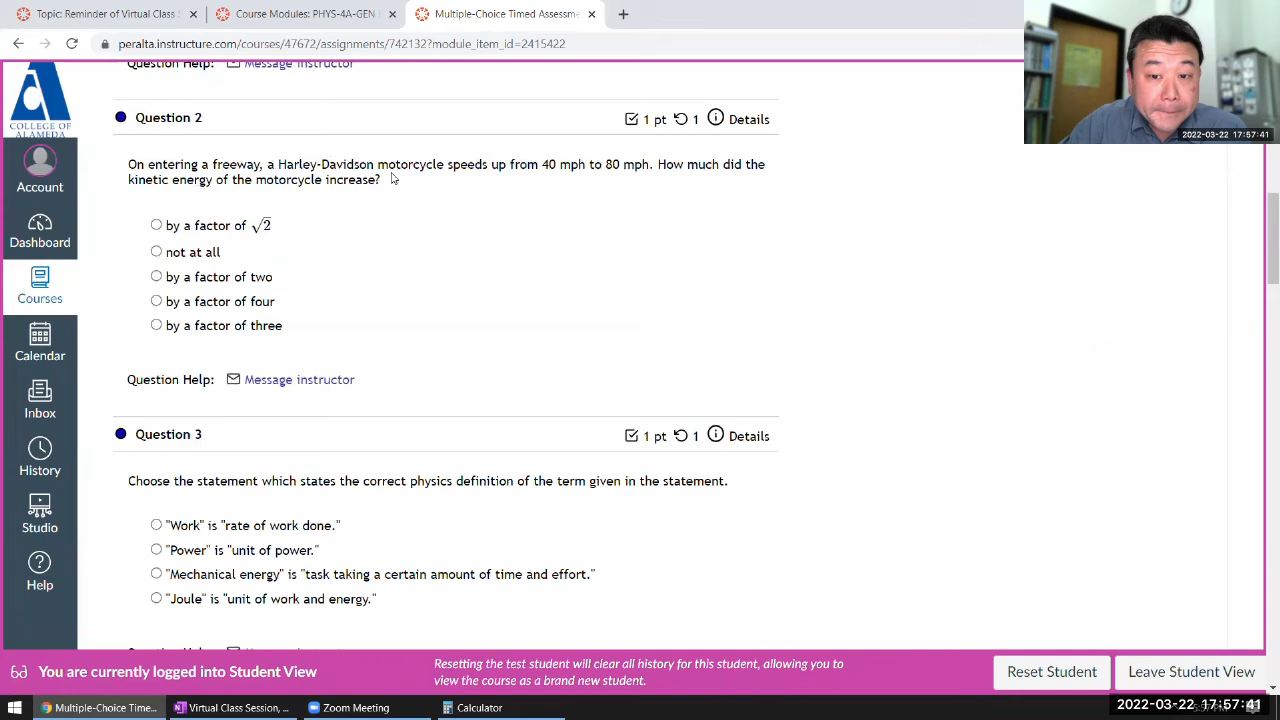 Topic: Reminder of Virtual Class S
Course Modules: PHYS-4A-GEN
Multiple-Choice Timed Assessme
peralta.instructure.com/courses/47672/assignments/742132?module_item_id=2415422
2022-03-22 17:57:41
COLLEGE OF
ALAMEDA
Account
Dashboard
Courses
Calendar
Inbox
History
Studio
Help
Question Help: Message instructor
Question 2
1 pt 1 Details
On entering a freeway, a Harley-Davidson motorcycle speeds up from 40 mph to 80 mph. How much did the
kinetic energy of the motorcycle increase?
by a factor of √2
not at all
by a factor of two
by a factor of four
by a factor of three
Question Help: Message instructor
Question 3
1 pt 1 Details
Choose the statement which states the correct physics definition of the term given in the statement.
"Work" is "rate of work done."
"Power" is "unit of power."
"Mechanical energy" is "task taking a certain amount of time and effort."
"Joule" is "unit of work and energy."
You are currently logged into Student View
Resetting the test student will clear all history for this student, allowing you to
view the course as a brand new student.
Reset Student
Leave Student View
Multiple-Choice Time...
Virtual Class Session, ...
Zoom Meeting
Calculator
2022-03-22 17:57:41